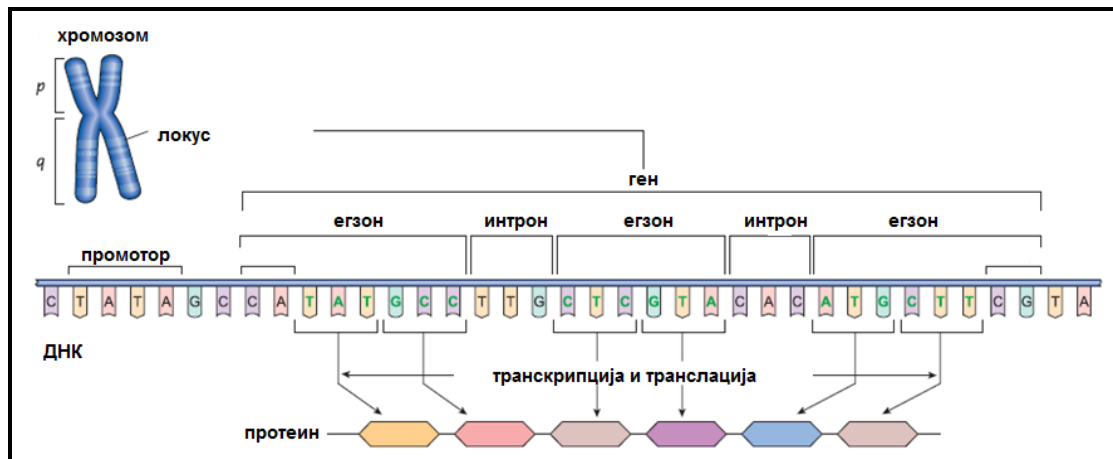 хромозом
p
локус
q
ген
егзон интрон егзон интрон егзон
промотор
C T A T A G C C A T A T G C C T T G C T C G T A C A C A T G C T T C G T A
ДНК
транскрипција и транслација
протеин